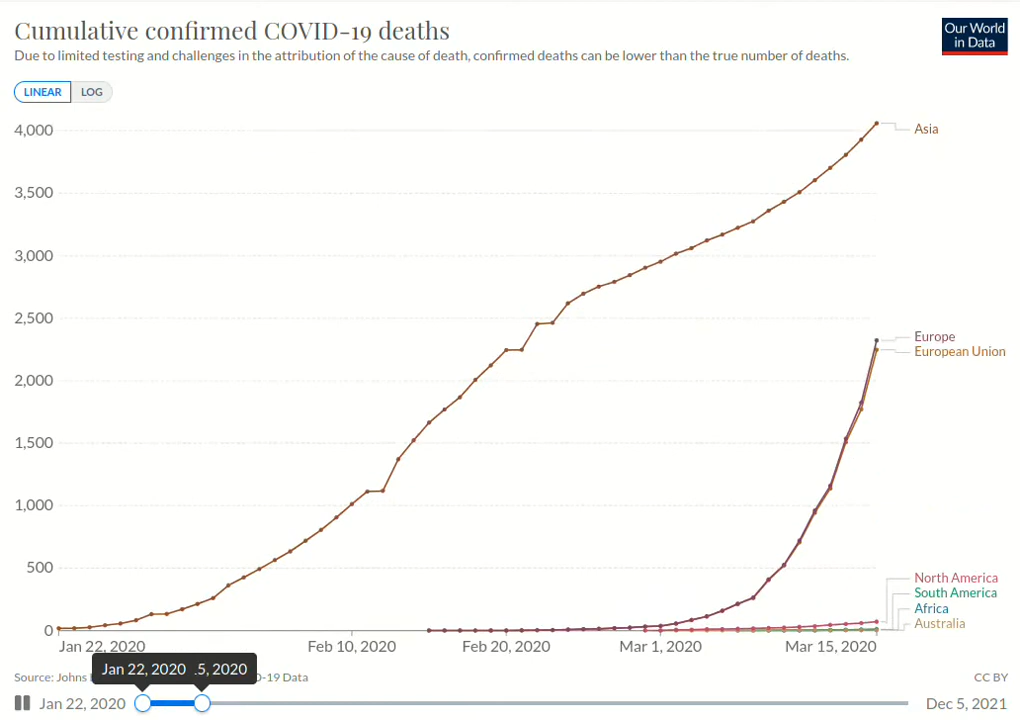 Cumulative confirmed COVID-19 deaths
Our World
in Data
Due to limited testing and challenges in the attribution of the cause of death, confirmed deaths can be lower than the true number of deaths.
LINEAR
LOG
4,000
Asia
3,500
3,000
2,500
Europe
European Union
2,000
1,500
1,000
500
North America
South America
Africa
Australia
0
Jan 22, 2020
Feb 10, 2020
Feb 20, 2020
Mar 1, 2020
Mar 15, 2020
Jan 22, 2020 .5, 2020
Source: Johns
-19 Data
CC BY
Jan 22, 2020
Dec 5, 2021